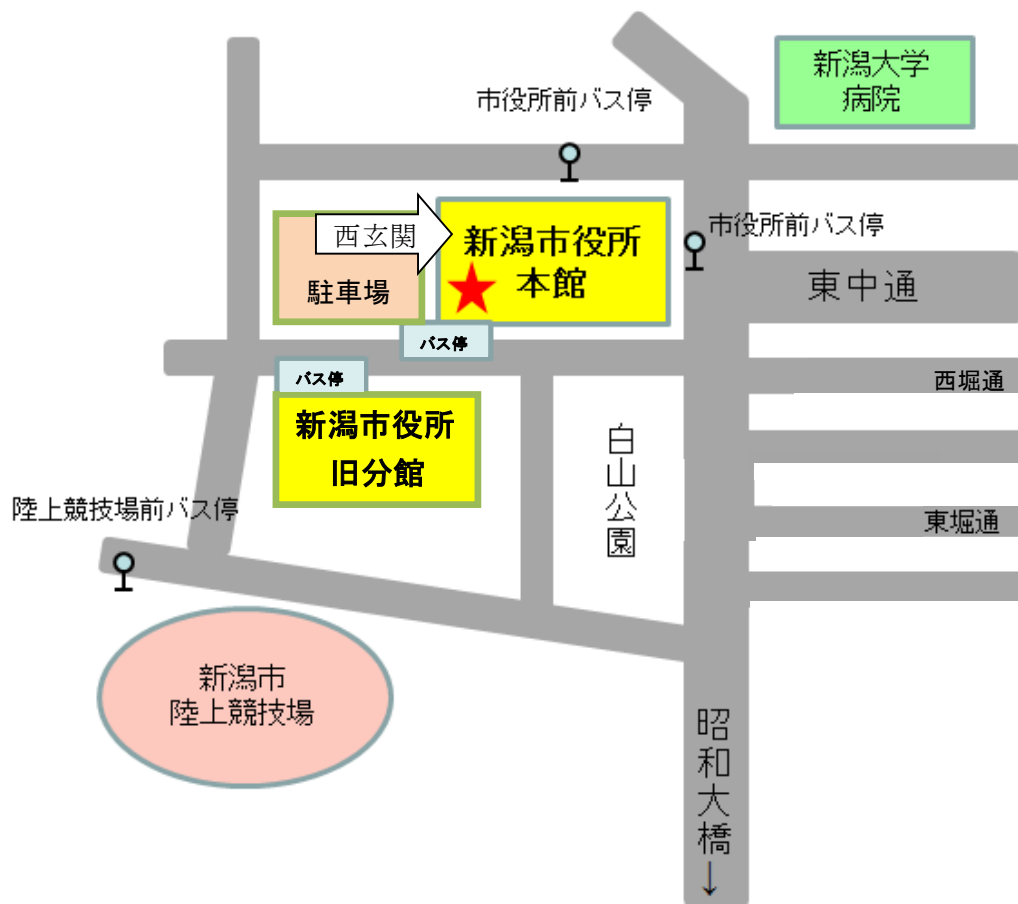 新潟大学
病院
市役所前バス停
西玄関
新潟市役所
本館
市役所前バス停
駐車場
東中通
バス停
バス停
西堀通
新潟市役所
旧分館
白山公園
陸上競技場前バス停
東堀通
新潟市
陸上競技場
昭和大橋
↓